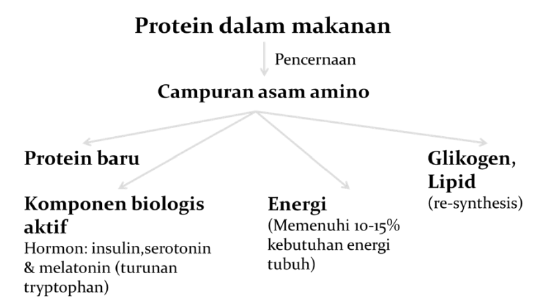 Protein dalam makanan
Pencernaan
Campuran asam amino
Protein baru
Komponen biologis
aktif
Hormon: insulin,serotonin
& melatonin (turunan
tryptophan)
Energi
(Memenuhi 10-15%
kebutuhan energi
tubuh)
Glikogen,
Lipid
(re-synthesis)